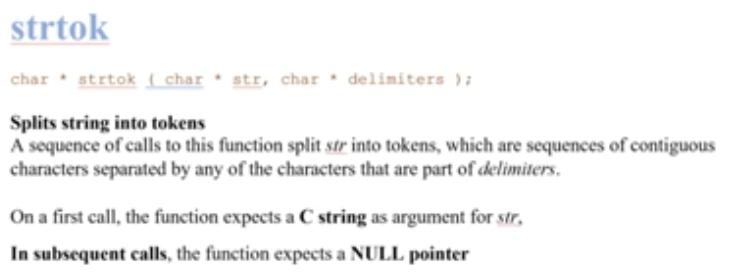 strtok
char * strtok ( char * str, char * delimiters );
Splits string into tokens
A sequence of calls to this function split str into tokens, which are sequences of contiguous
characters separated by any of the characters that are part of delimiters.
On a first call, the function expects a C string as argument for str,
In subsequent calls, the function expects a NULL pointer